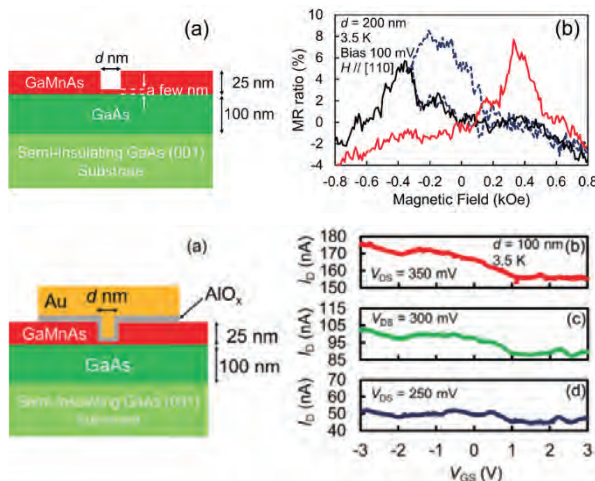 (a)
d nm
GaMnAs
a few nm
25 nm
GaAs
100 nm
Semi-Insulating GaAs (001)
Substrate
(b)
d = 200 nm
3.5 K
Bias 100 mV
H // [110]
MR ratio (%)
10
8
6
4
2
0
-2
-4
-0.8 -0.6 -0.4 -0.2 0 0.2 0.4 0.6 0.8
Magnetic Field (kOe)
(a)
Au
d nm
AlOx
GaMnAs
25 nm
GaAs
100 nm
Semi-Insulating GaAs (001)
Substrate
(b)
d = 100 nm
3.5 K
VDS = 350 mV
ID (nA)
180
170
160
150
(c)
VDS = 300 mV
ID (nA)
115
105
95
85
(d)
VDS = 250 mV
ID (nA)
70
60
50
40
-3 -2 -1 0 1 2 3
VGS (V)